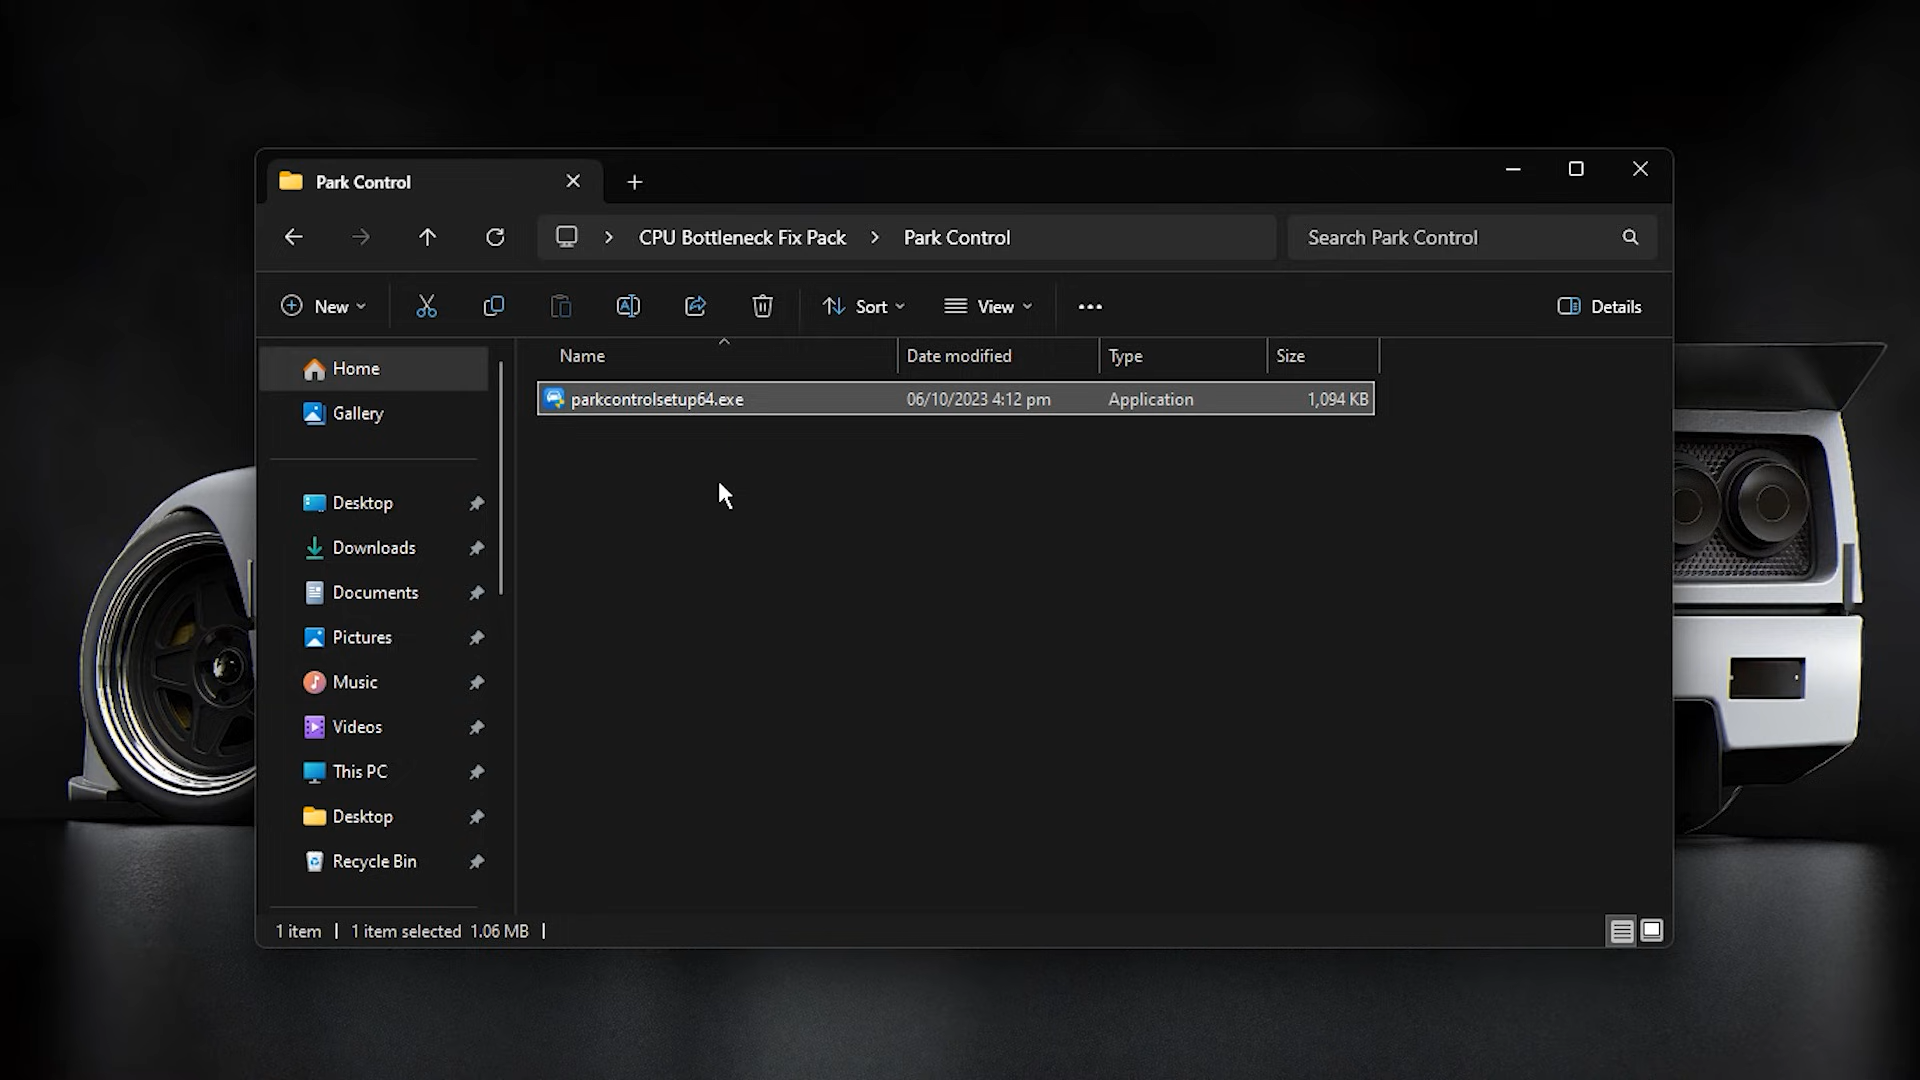 Park Control
CPU Bottleneck Fix Pack
Park Control
Search Park Control
New
Sort
View
Details
Name
Date modified
Type
Size
parkcontrolsetup64.exe
06/10/2023 4:12 pm
Application
1,094 KB
Home
Gallery
Desktop
Downloads
Documents
Pictures
Music
Videos
This PC
Desktop
Recycle Bin
1 item
1 item selected 1.06 MB